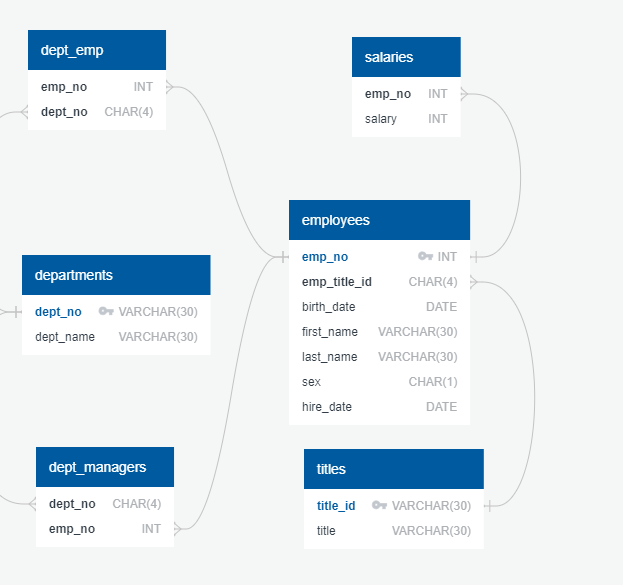 dept_emp
emp_no INT
dept_no CHAR(4)
salaries
emp_no INT
salary INT
employees
emp_no INT
emp_title_id CHAR(4)
birth_date DATE
first_name VARCHAR(30)
last_name VARCHAR(30)
sex CHAR(1)
hire_date DATE
departments
dept_no VARCHAR(30)
dept_name VARCHAR(30)
dept_managers
dept_no CHAR(4)
emp_no INT
titles
title_id VARCHAR(30)
title VARCHAR(30)